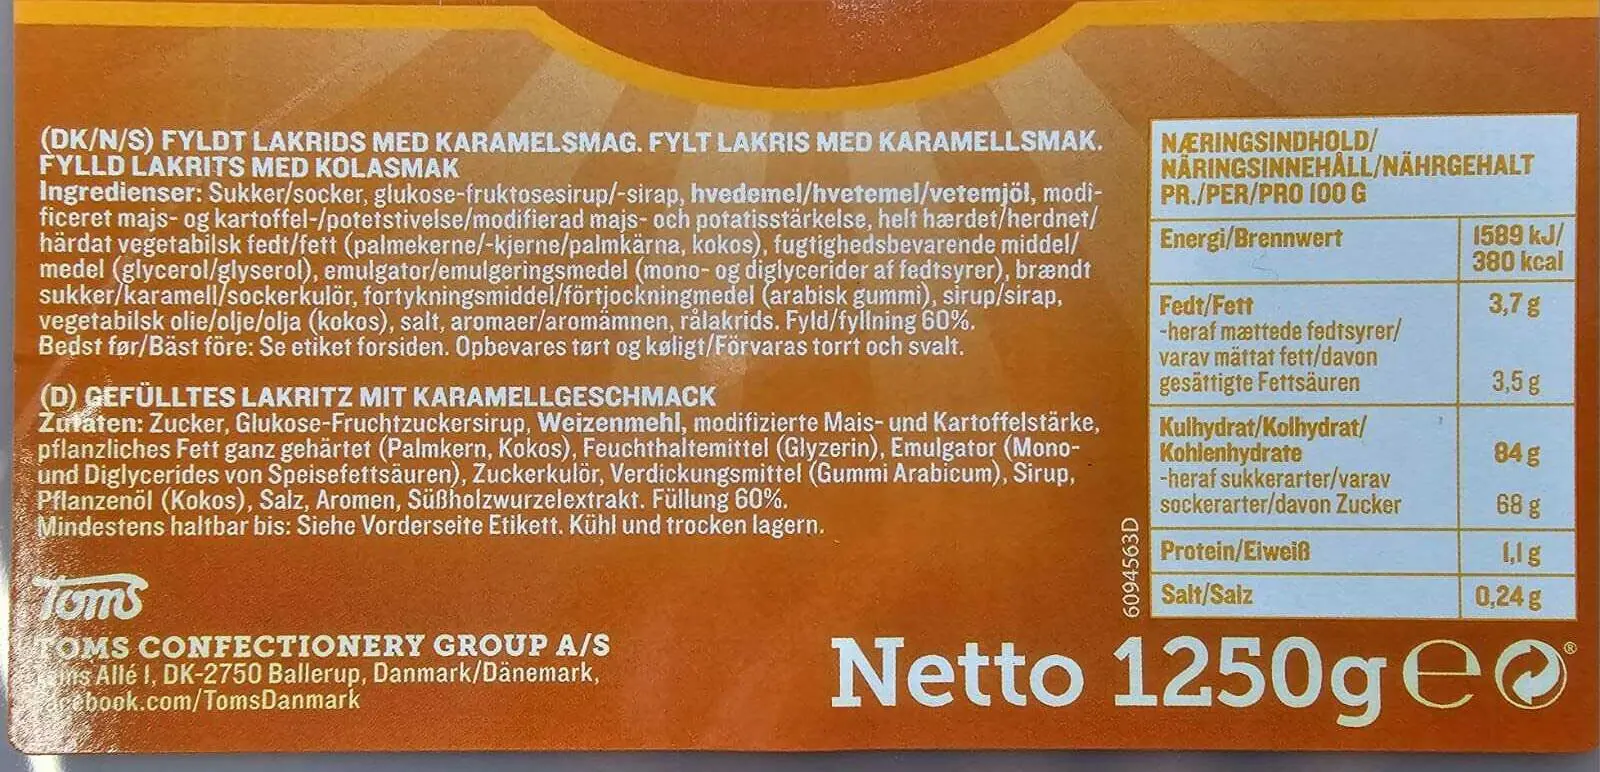 (DK/N/S) FYLDT LAKRIDS MED KARAMELSMAG. FYLT LAKRIS MED KARAMELLSMAK.
FYLLD LAKRITS MED KOLASMAK
Ingredienser: Sukker/socker, glukose-fruktosesirup/-sirap, hvedemel/hvetemel/vetemjöl, modi-
ficeret majs- og kartoffel-/potetstivelse/modifierad majs- och potatisstärkelse, helt hærdet/herdnet/
härdat vegetabilsk fedt/fett (palmekerne/-kjerne/palmkärna, kokos), fugtighedsbevarende middel/
medel (glycerol/glyserol), emulgator/emulgeringsmedel (mono- og diglycerider af fedtsyrer), brændt
sukker/karamell/sockerkulör, fortykningsmiddel/förtjockningmedel (arabisk gummi), sirup/sirap,
vegetabilsk olie/olje/olja (kokos), salt, aromaer/aromämnen, rålakrids. Fyld/fyllning 60%.
Bedst før/Bäst före: Se etiket forsiden. Opbevares tørt og køligt/Förvaras torrt och svalt.
(D) GEFÜLLTES LAKRITZ MIT KARAMELLGESCHMACK
Zutaten: Zucker, Glukose-Fruchtzuckersirup, Weizenmehl, modifizierte Mais- und Kartoffelstärke,
pflanzliches Fett ganz gehärtet (Palmkern, Kokos), Feuchthaltemittel (Glyzerin), Emulgator (Mono-
und Diglycerides von Speisefettsäuren), Zuckerkulör, Verdickungsmittel (Gummi Arabicum), Sirup,
Pflanzenöl (Kokos), Salz, Aromen, Süßholzwurzelextrakt. Füllung 60%.
Mindestens haltbar bis: Siehe Vorderseite Etikett. Kühl und trocken lagern.
Toms
TOMS CONFECTIONERY GROUP A/S
Toms Allé 1, DK-2750 Ballerup, Danmark/Dänemark,
facebook.com/TomsDanmark
6094563D
NÆRINGSINDHOLD/
NÄRINGSINNEHÅLL/NÄHRGEHALT
PR./PER/PRO 100 G
Energi/Brennwert 1589 kJ/
380 kcal
Fedt/Fett 3,7 g
-heraf mættede fedtsyrer/
varav mättat fett/davon
gesättigte Fettsäuren 3,5 g
Kulhydrat/Kolhydrat/
Kohlenhydrate 84 g
-heraf sukkerarter/varav
sockerarter/davon Zucker 68 g
Protein/Eiweiß 1,1 g
Salt/Salz 0,24 g
Netto 1250g e ®